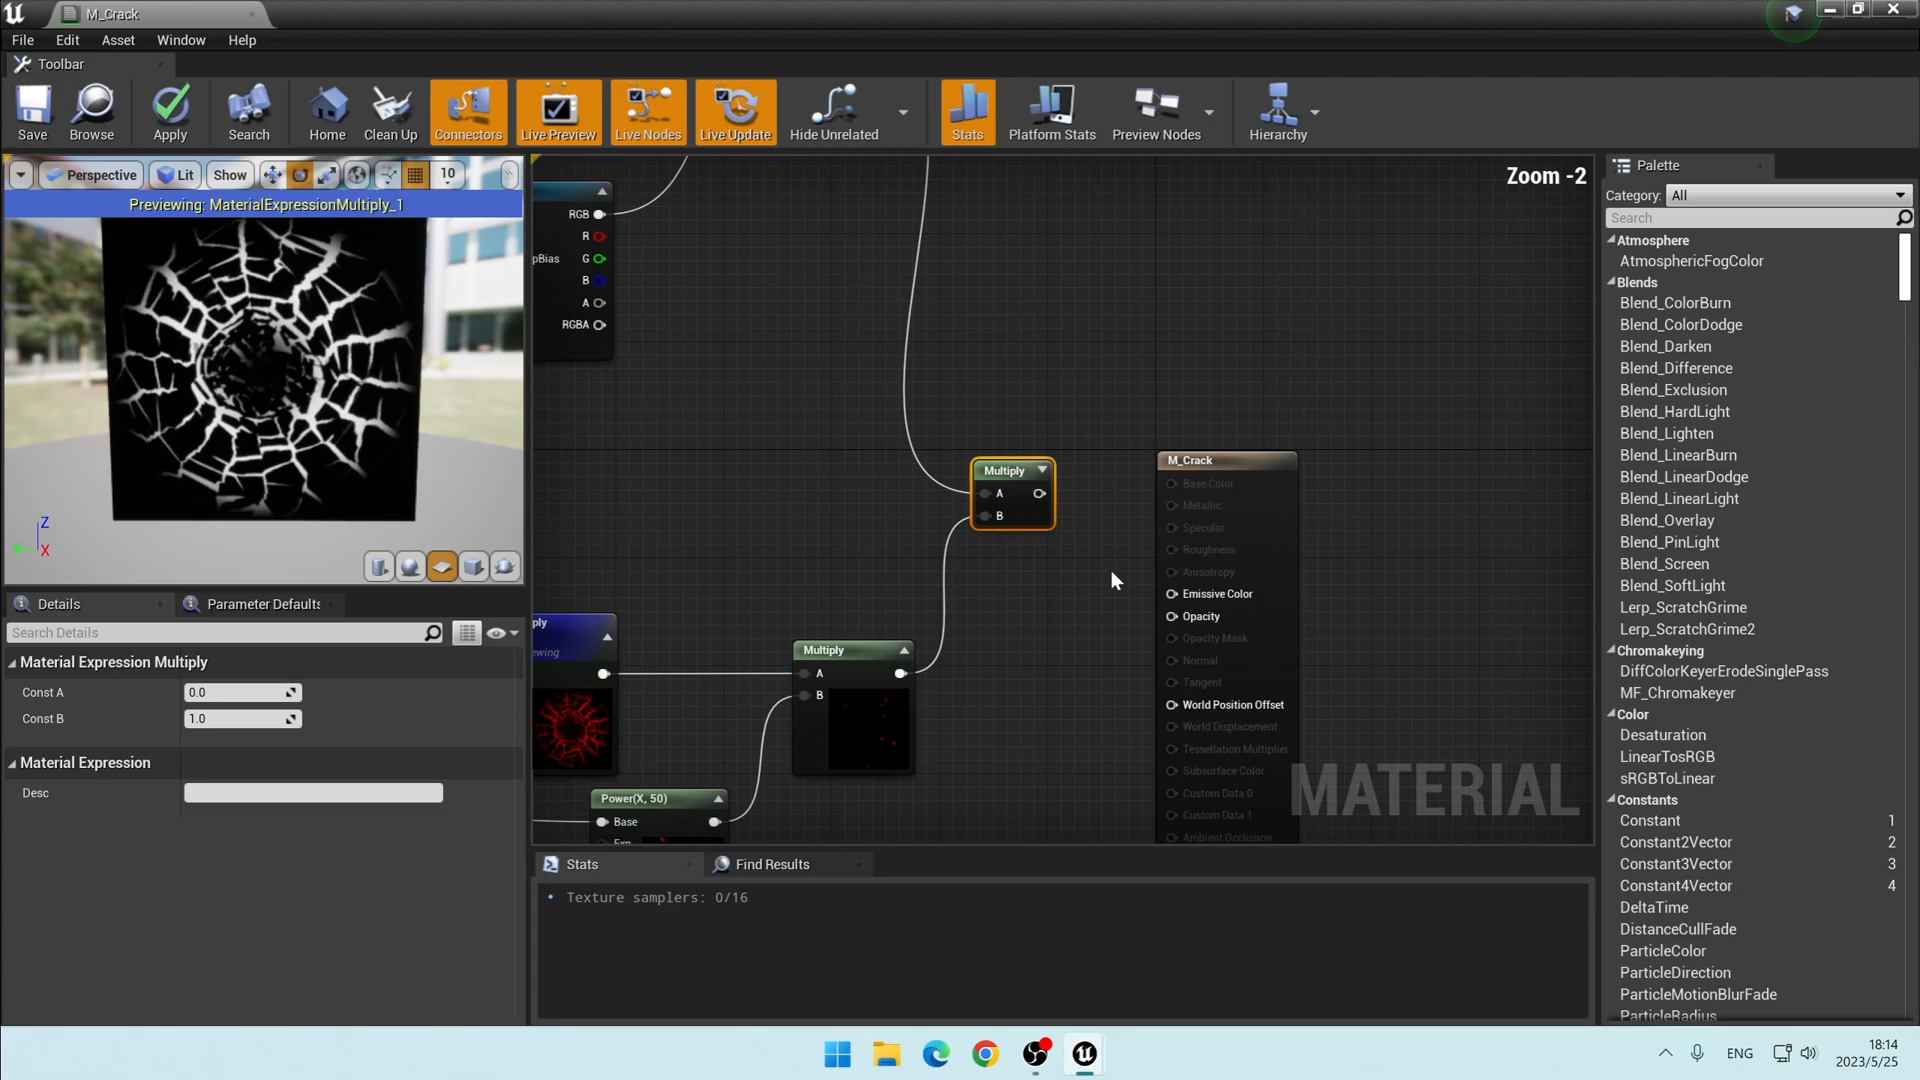 M_Crack
File Edit Asset Window Help
Toolbar
Save Browse Apply Search Home Clean Up Connectors Live Preview Live Nodes Live Update Hide Unrelated Stats Platform Stats Preview Nodes Hierarchy
Perspective Lit Show 10
Previewing: MaterialExpressionMultiply_1
Z
X
Details
Parameter Defaults
Search Details
Material Expression Multiply
Const A 0.0
Const B 1.0
Material Expression
Desc
Zoom -2
RGB
R
pBias G
B
A
RGBA
Multiply
A
B
ply
ewing
Multiply
A
B
Power(X, 50)
Base
Exp
M_Crack
Base Color
Metallic
Specular
Roughness
Anisotropy
Emissive Color
Opacity
Opacity Mask
Normal
Tangent
World Position Offset
World Displacement
Tessellation Multiplier
Subsurface Color
Custom Data 0
Custom Data 1
Ambient Occlusion
MATERIAL
Stats
Find Results
• Texture samplers: 0/16
Palette
Category: All
Search
Atmosphere
AtmosphericFogColor
Blends
Blend_ColorBurn
Blend_ColorDodge
Blend_Darken
Blend_Difference
Blend_Exclusion
Blend_HardLight
Blend_Lighten
Blend_LinearBurn
Blend_LinearDodge
Blend_LinearLight
Blend_Overlay
Blend_PinLight
Blend_Screen
Blend_SoftLight
Lerp_ScratchGrime
Lerp_ScratchGrime2
Chromakeying
DiffColorKeyerErodeSinglePass
MF_Chromakeyer
Color
Desaturation
LinearTosRGB
sRGBToLinear
Constants
Constant 1
Constant2Vector 2
Constant3Vector 3
Constant4Vector 4
DeltaTime
DistanceCullFade
ParticleColor
ParticleDirection
ParticleMotionBlurFade
ParticleRadius
ENG
18:14
2023/5/25